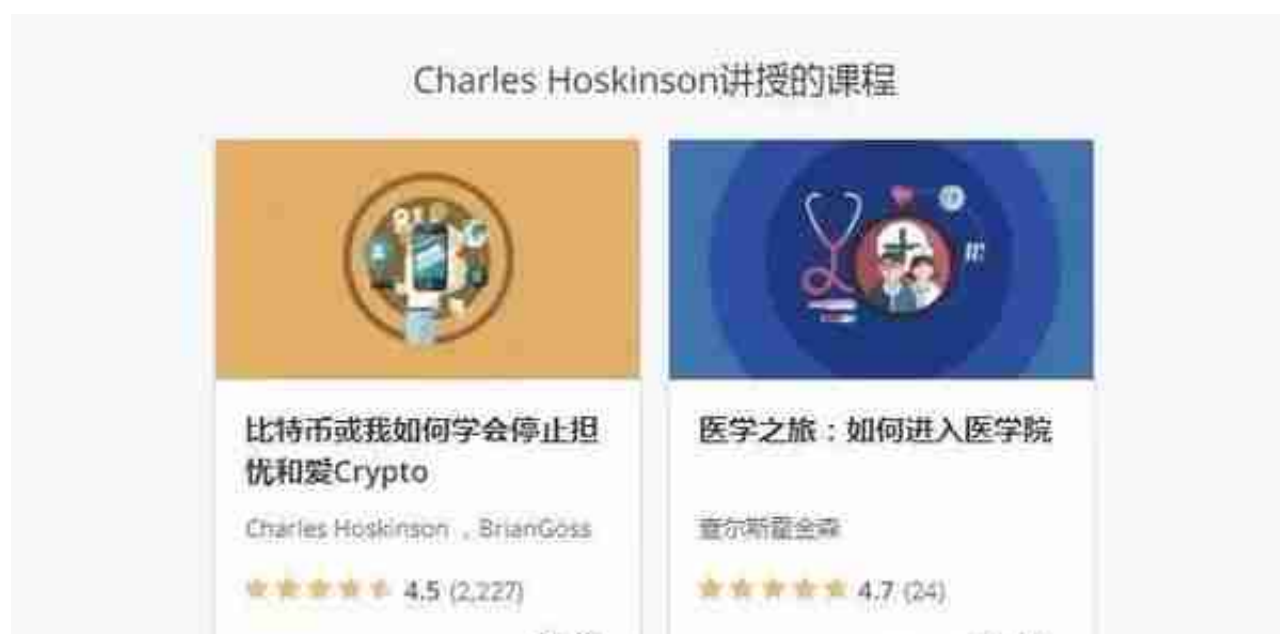 Charles Hoskinson讲授的课程
比特币或我如何学会停止担
忧和爱Crypto
医学之旅：如何进入医学院
Charles Hoskinson ，BrianGoss
查尔斯霍金森
4.5 (2,227)
4.7 (24)